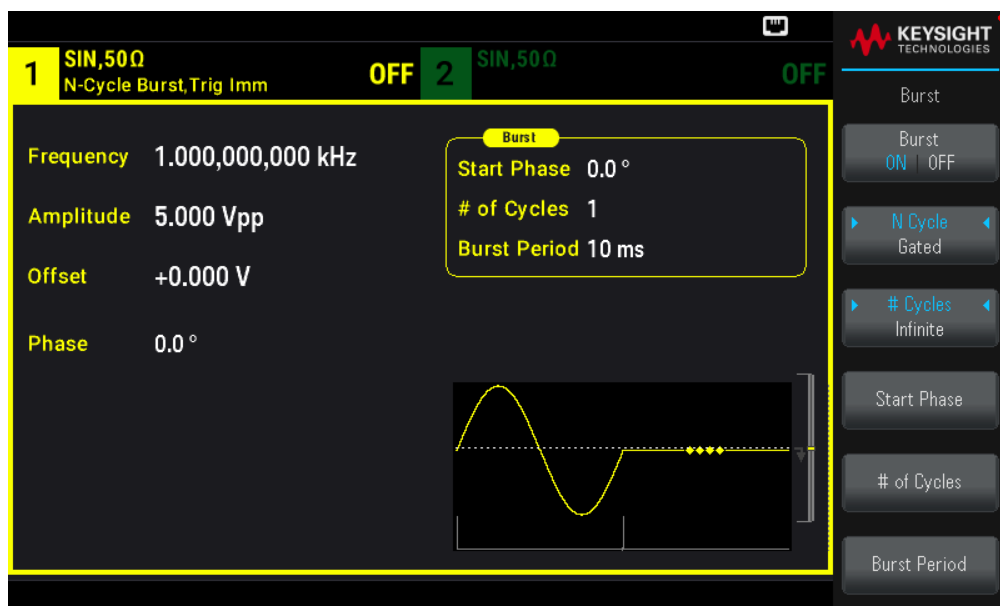 1
SIN,50Ω
N-Cycle Burst,Trig Imm
OFF
2
SIN,50Ω
OFF
Frequency 1.000,000,000 kHz
Amplitude 5.000 Vpp
Offset +0.000 V
Phase 0.0 °
Burst
Start Phase 0.0 °
# of Cycles 1
Burst Period 10 ms
KEYSIGHT
TECHNOLOGIES
Burst
Burst
ON | OFF
N Cycle
Gated
# Cycles
Infinite
Start Phase
# of Cycles
Burst Period